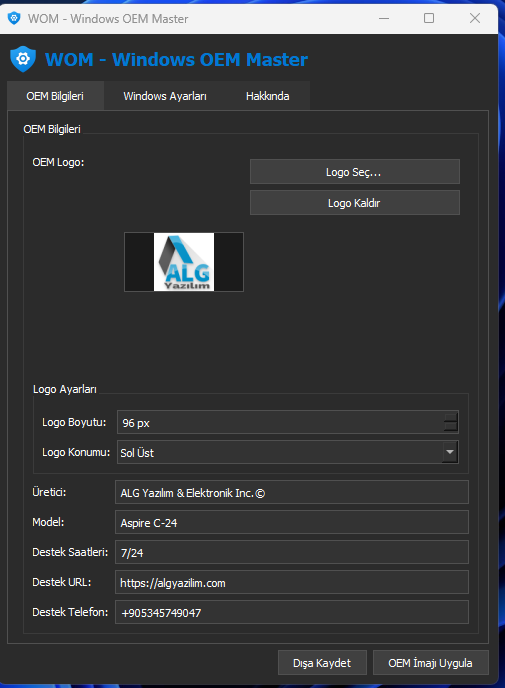 WOM - Windows OEM Master
WOM - Windows OEM Master
OEM Bilgileri
Windows Ayarları
Hakkında
OEM Bilgileri
OEM Logo:
Logo Seç...
Logo Kaldır
ALG
Yazılım
Logo Ayarları
Logo Boyutu: 96 px
Logo Konumu: Sol Üst
Üretici: ALG Yazılım & Elektronik Inc.©
Model: Aspire C-24
Destek Saatleri: 7/24
Destek URL: https://algyazilim.com
Destek Telefon: +905345749047
Dışa Kaydet
OEM İmajı Uygula